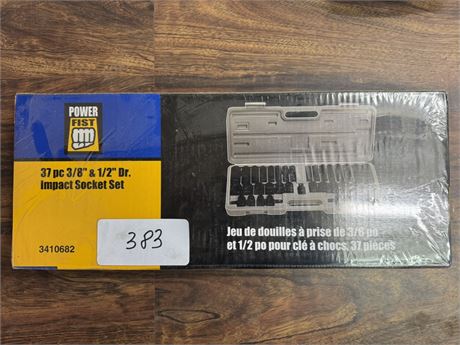 POWER
FIST
37 pc 3/8" & 1/2" Dr.
Impact Socket Set
3410682
383
Jeu de douilles à prise de 3/8 po
et 1/2 po pour clé à chocs, 37 pièces